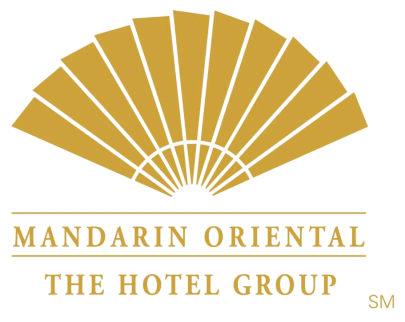 MANDARIN ORIENTAL
THE HOTEL GROUP
SM